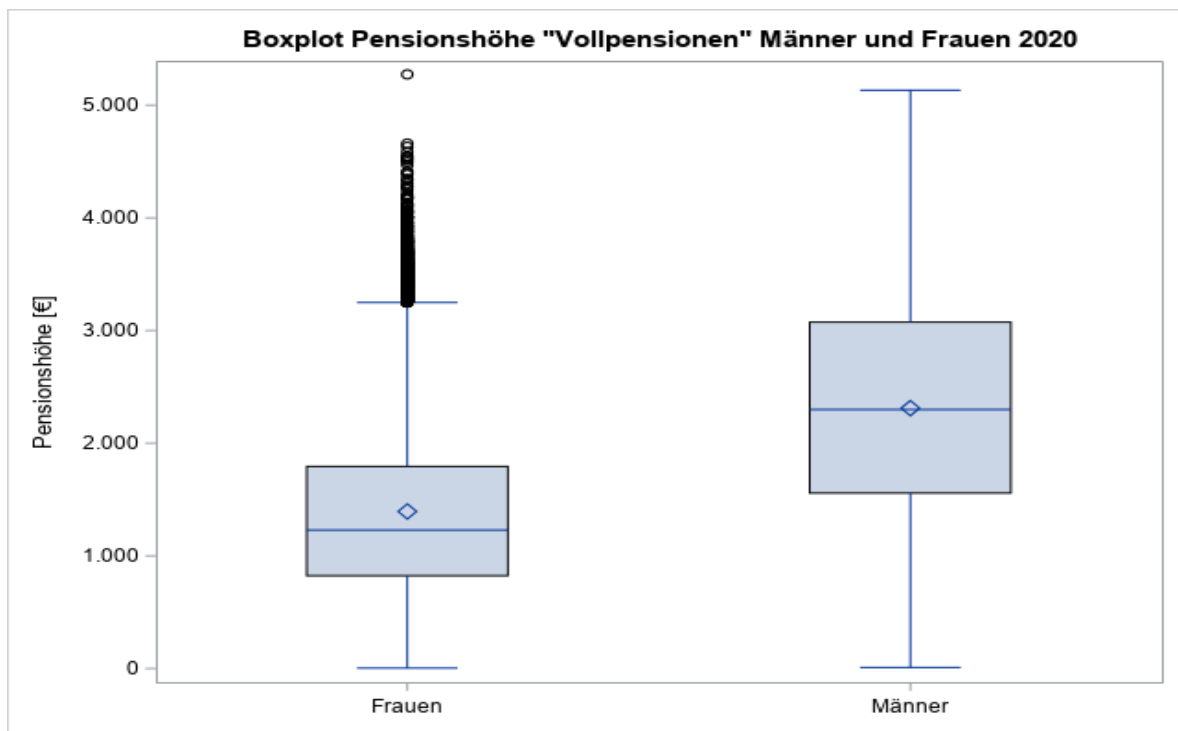 Boxplot Pensionshöhe "Vollpensionen" Männer und Frauen 2020
Pensionshöhe [€]
5.000
4.000
3.000
2.000
1.000
0
Frauen
Männer